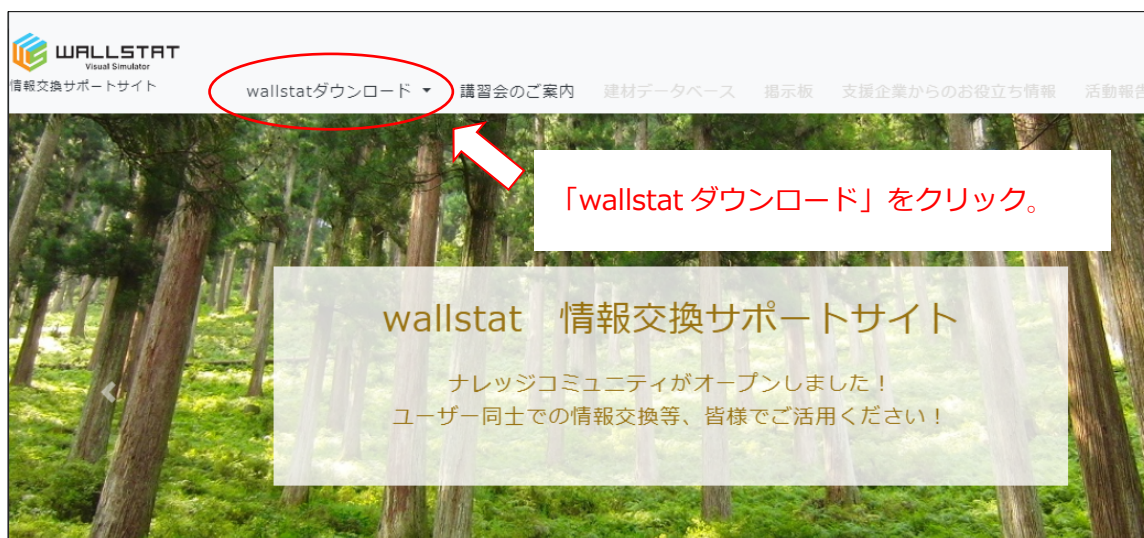 WALLSTAT
Visual Simulator
情報交換サポートサイト
wallstatダウンロード 講習会のご案内 建材データベース 掲示板 支援企業からのお役立ち情報 活動報告
「wallstat ダウンロード」をクリック。
wallstat 情報交換サポートサイト
ナレッジコミュニティがオープンしました！
ユーザー同士での情報交換等、皆様でご活用ください！